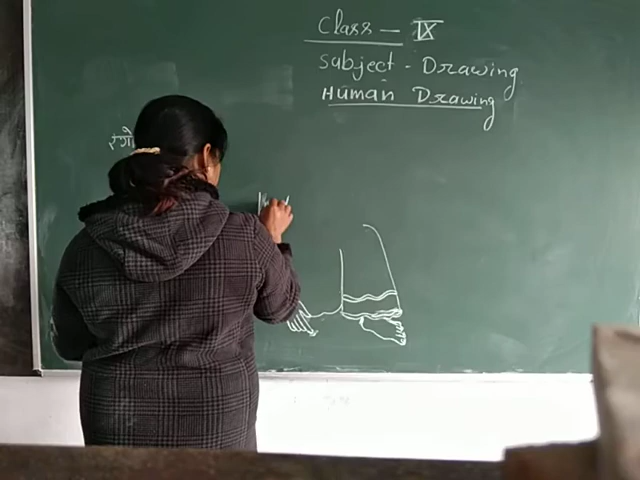 Class - IX
Subject - Drawing
Human Drawing
रंगो